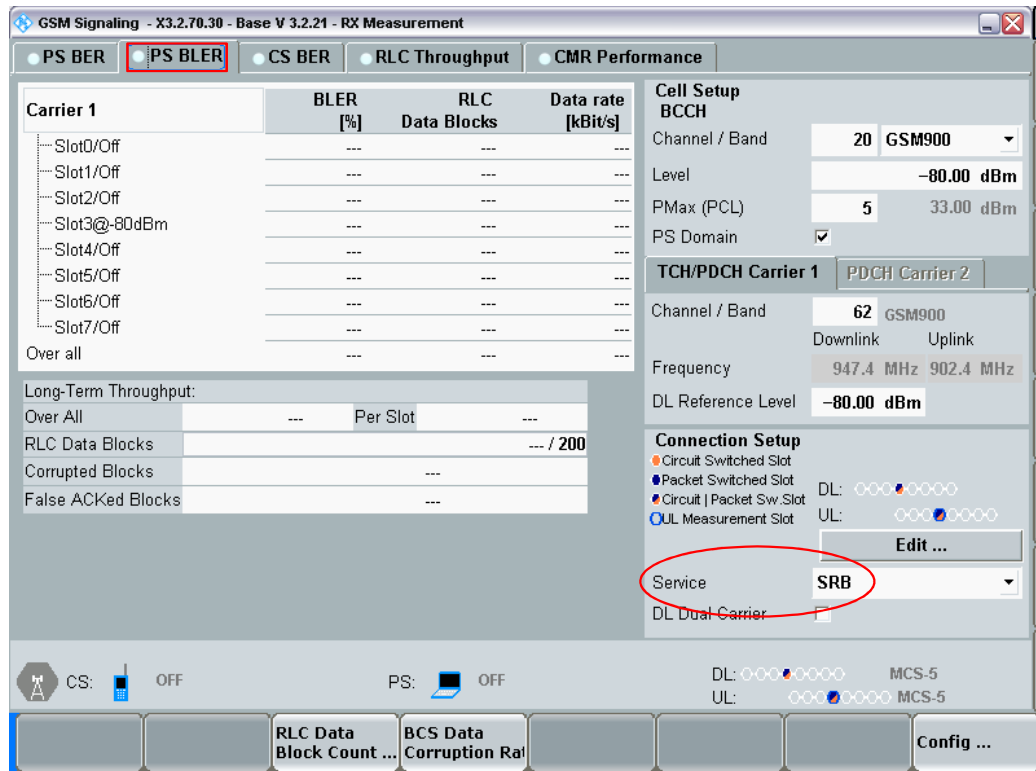 GSM Signaling - X3.2.70.30 - Base V 3.2.21 - RX Measurement
PS BER PS BLER CS BER RLC Throughput CMR Performance
Carrier 1 BLER [%] RLC Data Blocks Data rate [kBit/s]
Slot0/Off --- --- ---
Slot1/Off --- --- ---
Slot2/Off --- --- ---
Slot3@-80dBm --- --- ---
Slot4/Off --- --- ---
Slot5/Off --- --- ---
Slot6/Off --- --- ---
Slot7/Off --- --- ---
Over all --- --- ---
Long-Term Throughput:
Over All --- Per Slot ---
RLC Data Blocks --- / 200
Corrupted Blocks ---
False ACKed Blocks ---
Cell Setup
BCCH
Channel / Band 20 GSM900
Level −80.00 dBm
PMax (PCL) 5 33.00 dBm
PS Domain
TCH/PDCH Carrier 1 PDCH Carrier 2
Channel / Band 62 GSM900
Downlink Uplink
Frequency 947.4 MHz 902.4 MHz
DL Reference Level −80.00 dBm
Connection Setup
Circuit Switched Slot
Packet Switched Slot
Circuit | Packet Sw.Slot
UL Measurement Slot
DL:
UL:
Edit ...
Service SRB
DL Dual Carrier
CS: OFF PS: OFF DL: MCS-5
UL: MCS-5
RLC Data
Block Count ...
BCS Data
Corruption Rat
Config ...